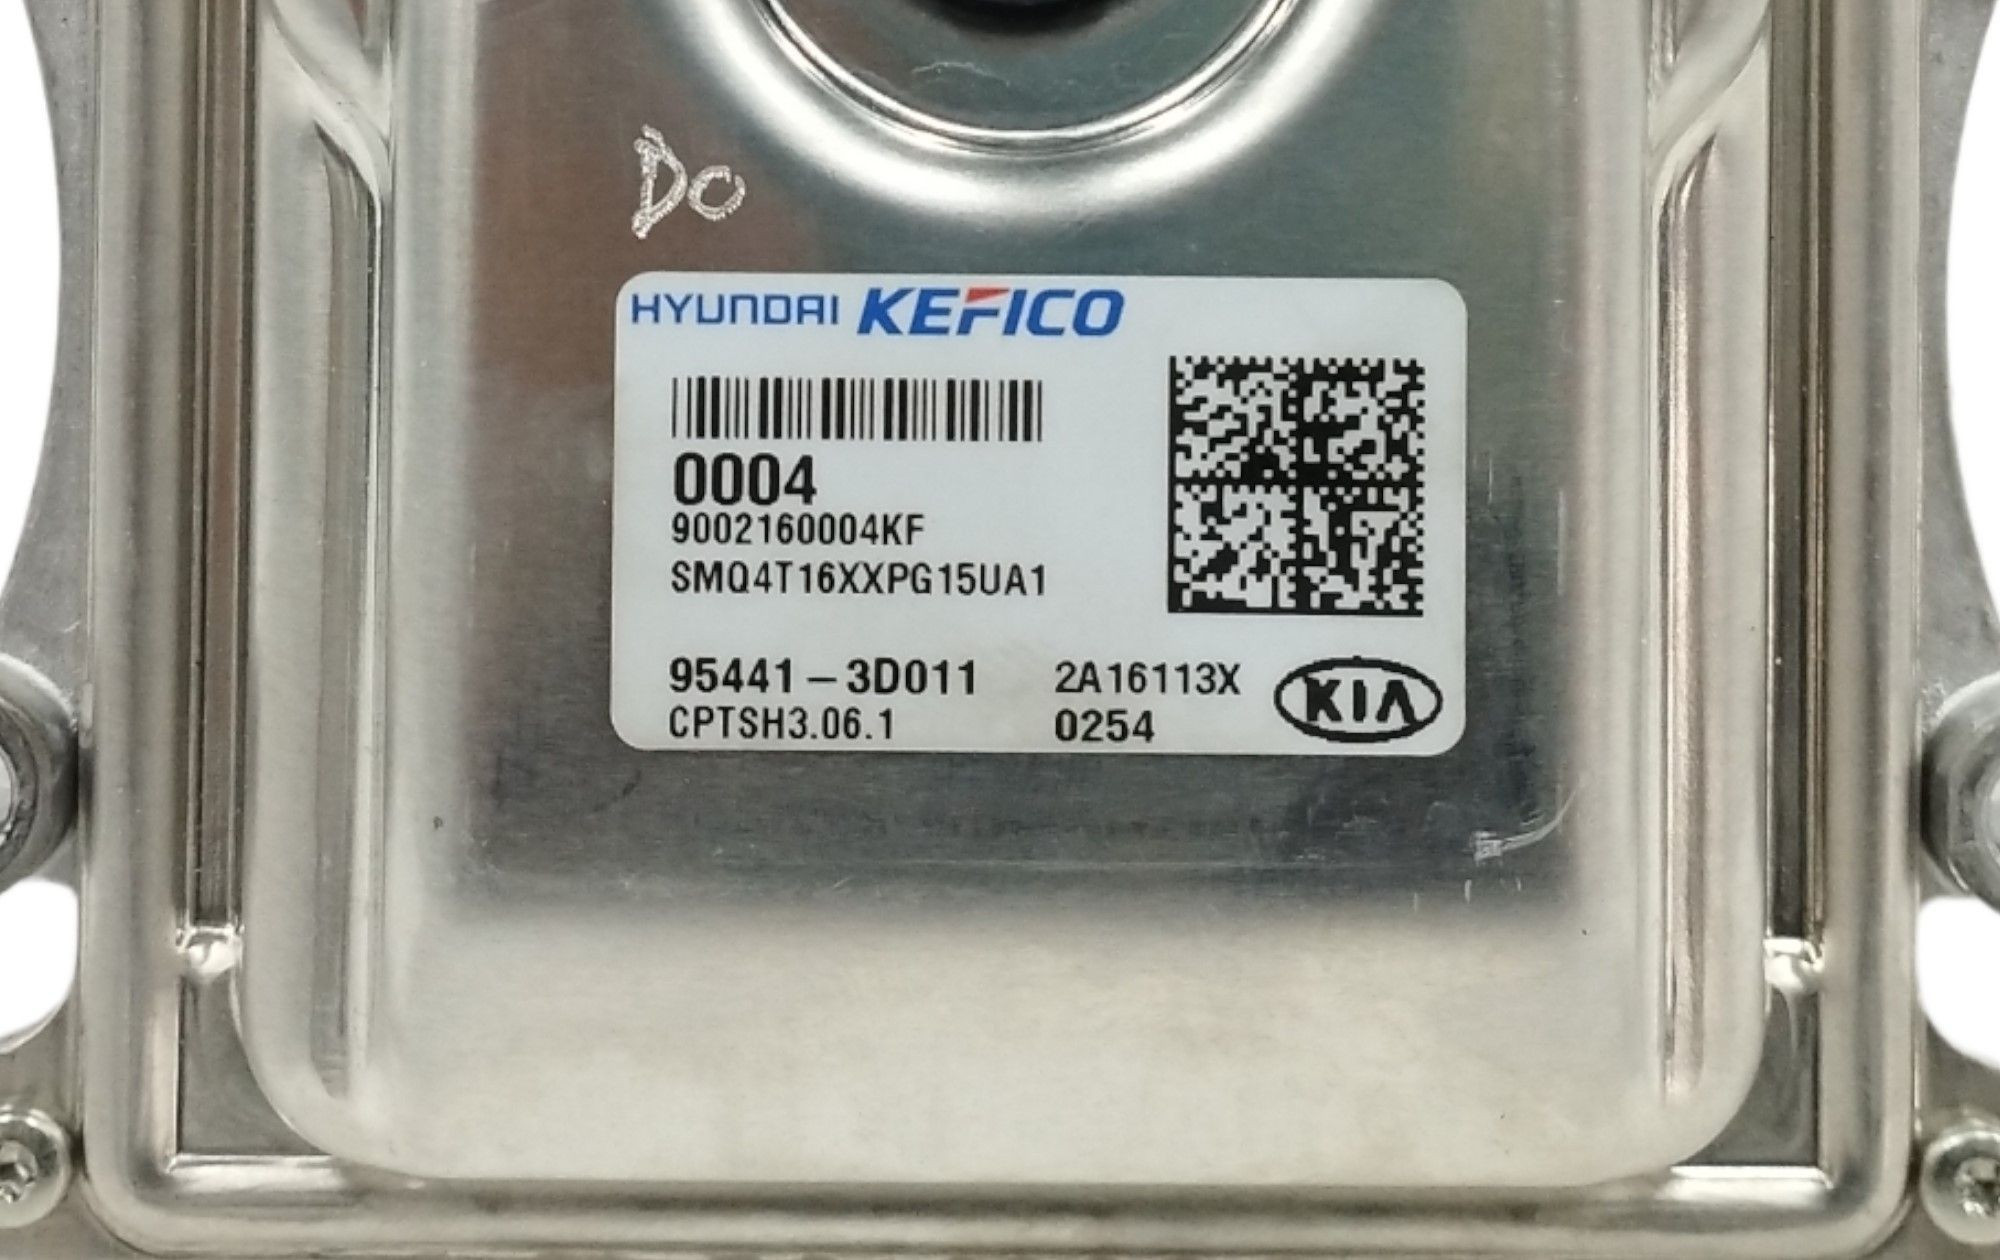 Do
HYUNDAI KEFICO
0004
9002160004KF
SMQ4T16XXPG15UA1
95441-3D011 2A16113X
CPTSH3.06.1 0254
KIA